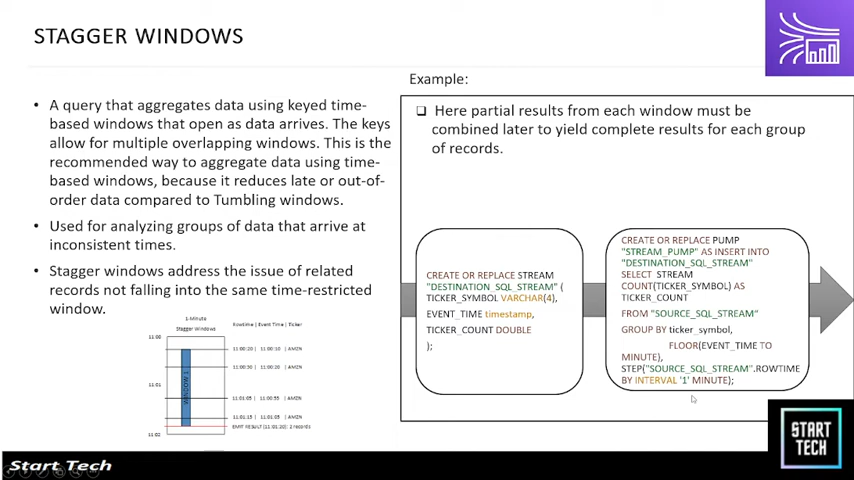 STAGGER WINDOWS
• A query that aggregates data using keyed time-
based windows that open as data arrives. The keys
allow for multiple overlapping windows. This is the
recommended way to aggregate data using time-
based windows, because it reduces late or out-of-
order data compared to Tumbling windows.
• Used for analyzing groups of data that arrive at
inconsistent times.
• Stagger windows address the issue of related
records not falling into the same time-restricted
window.
1-Minute
Stagger Windows
Rowtime | Event Time | Ticker
11:00
11:00:20 | 11:00:10 | AMZN
11:00:30 | 11:00:20 | AMZN
11:01
WINDOW 1
11:01:05 | 11:00:55 | AMZN
11:01:15 | 11:01:05 | AMZN
EMIT RESULT (11:01:20): 2 records
11:02
Example:
❑ Here partial results from each window must be
combined later to yield complete results for each group
of records.
CREATE OR REPLACE STREAM
"DESTINATION_SQL_STREAM" (
TICKER_SYMBOL VARCHAR(4),
EVENT_TIME timestamp,
TICKER_COUNT DOUBLE
);
CREATE OR REPLACE PUMP
"STREAM_PUMP" AS INSERT INTO
"DESTINATION_SQL_STREAM"
SELECT STREAM
COUNT(TICKER_SYMBOL) AS
TICKER_COUNT
FROM "SOURCE_SQL_STREAM"
GROUP BY ticker_symbol,
FLOOR(EVENT_TIME TO
MINUTE),
STEP("SOURCE_SQL_STREAM".ROWTIME
BY INTERVAL '1' MINUTE);
START
TECH
Start Tech